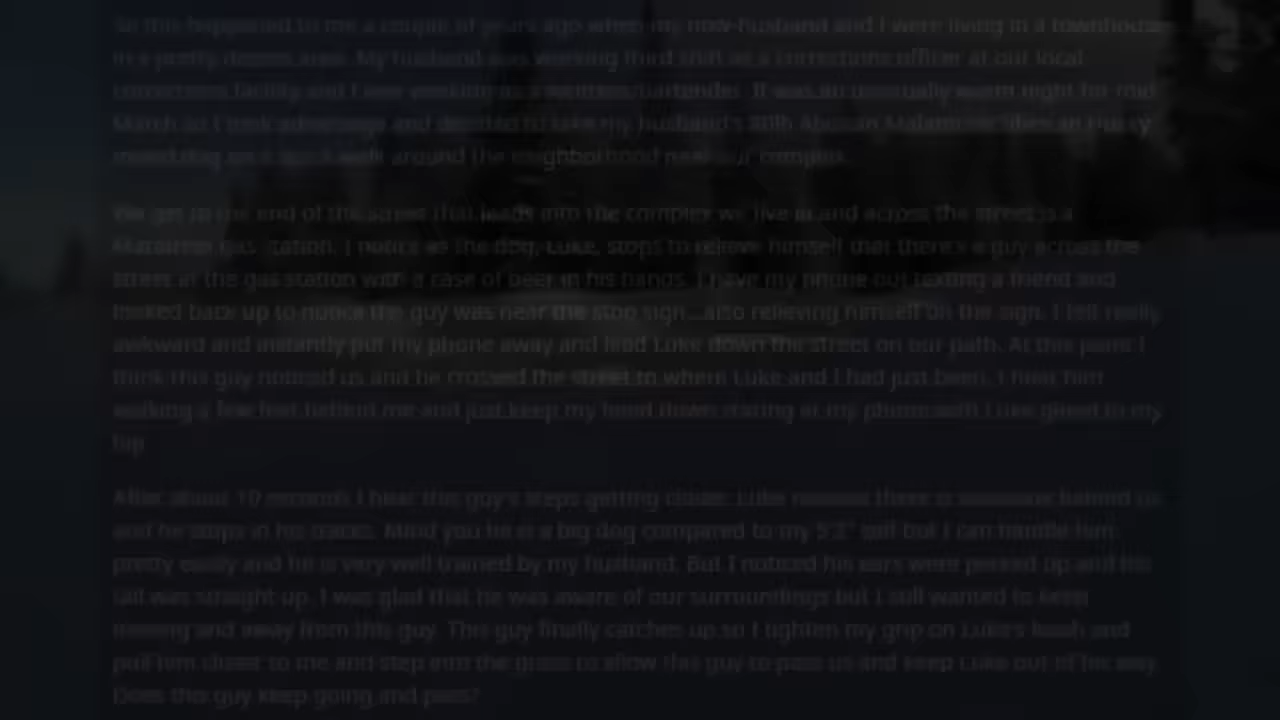 So this happened to me a couple of years ago when my now-husband and I were living in a townhouse
in a pretty decent area. My husband was working third shift as a corrections officer at our local
corrections facility and I was working as a waitress/bartender. It was an unusually warm night for mid
March so I took advantage and decided to take my husband's Alaskan Malamute Siberian Husky
mixed dog on a quick walk around the neighborhood near our complex.
We get to the end of the street that leads into the complex we live in and across the street is a
gas station. I notice as the dog, Luke, stops to relieve himself that there's a guy across the
street at the gas station with a case of beer in his hands. I have my phone out texting a friend and
looked back up to notice the guy was near the stop sign...also relieving himself on the sign. I felt really
awkward and instantly put my phone away and lead Luke down the street on our path. At this point I
think this guy noticed us and he crossed the street to where Luke and I had just been. I hear him
walking a few feet behind me and just keep my head down staring at my phone with Luke glued to my
hip.
After about 10 seconds I hear this guy's steps getting closer. Luke noticed there is someone behind us
and he stops in his tracks. Mind you he is a big dog compared to my 5'2" self but I can handle him
pretty easily and he is very well trained by my husband. But I noticed his ears were perked up and his
tail was straight up. I was glad that he was aware of our surroundings but I still wanted to keep
moving and away from this guy. This guy finally catches up so I tighten my grip on Luke's leash and
pull him closer to me and step into the grass to allow this guy to pass us and keep Luke out of his way.
Does this guy keep going and pass?